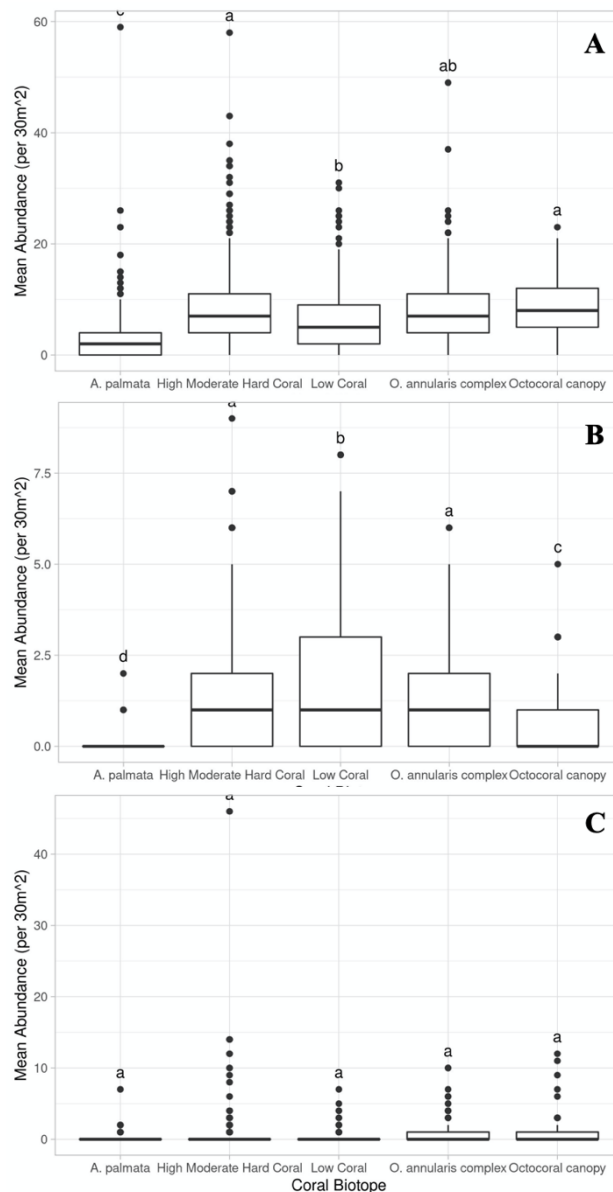 c
a
A
60
ab
b
a
40
20
0
Mean Abundance (per 30m^2)
A. palmata High Moderate Hard Coral Low Coral O. annularis complex Octocoral canopy
a
B
b
a
c
d
7.5
5.0
2.5
0.0
Mean Abundance (per 30m^2)
A. palmata High Moderate Hard Coral Low Coral O. annularis complex Octocoral canopy
a
C
a
a
a
a
40
30
20
10
0
Mean Abundance (per 30m^2)
A. palmata High Moderate Hard Coral Low Coral O. annularis complex Octocoral canopy
Coral Biotope